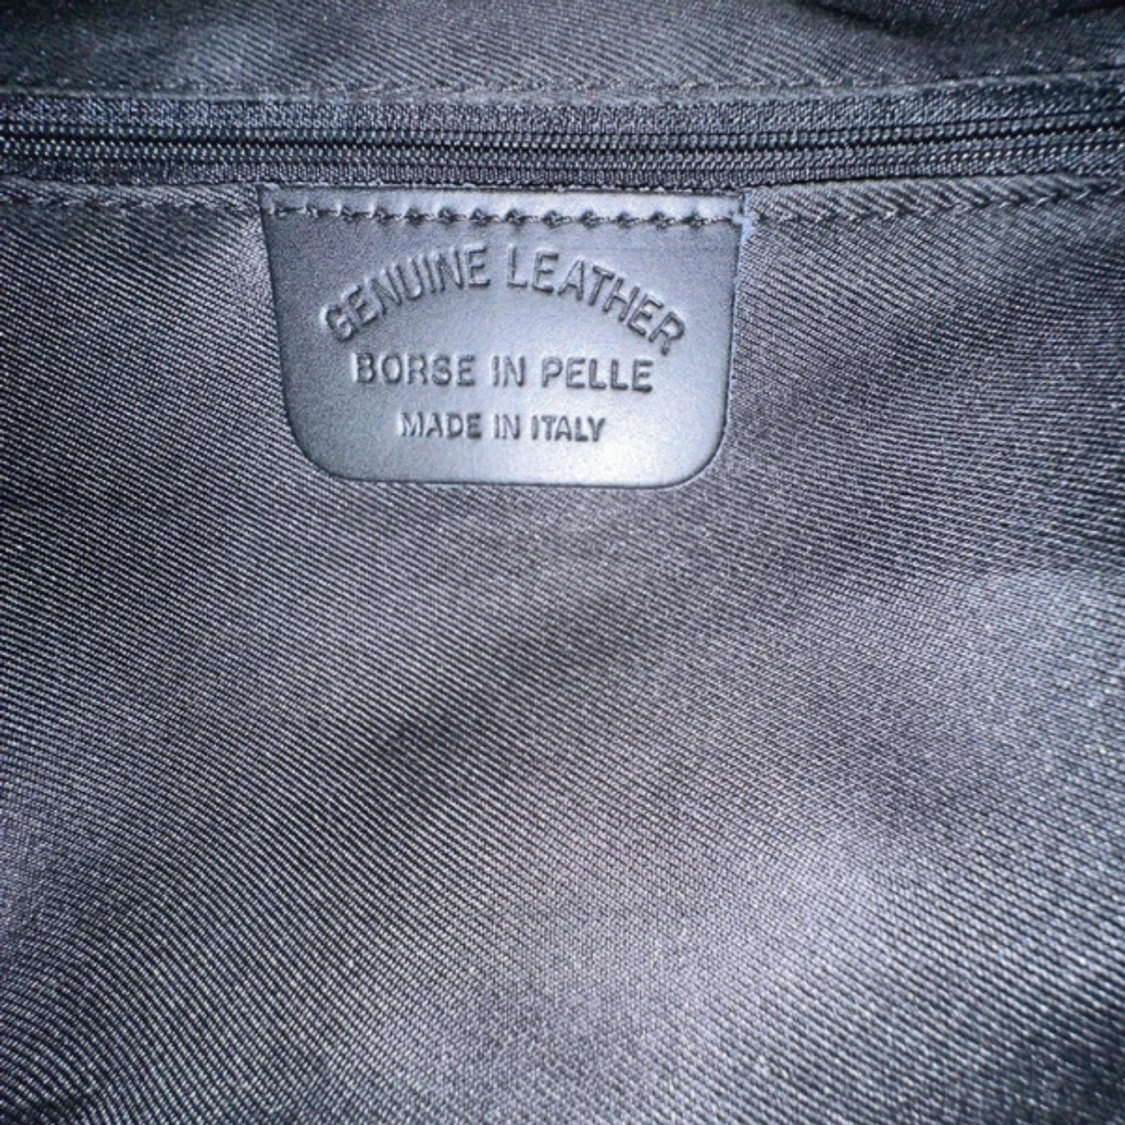 GENUINE LEATHER
BORSE IN PELLE
MADE IN ITALY